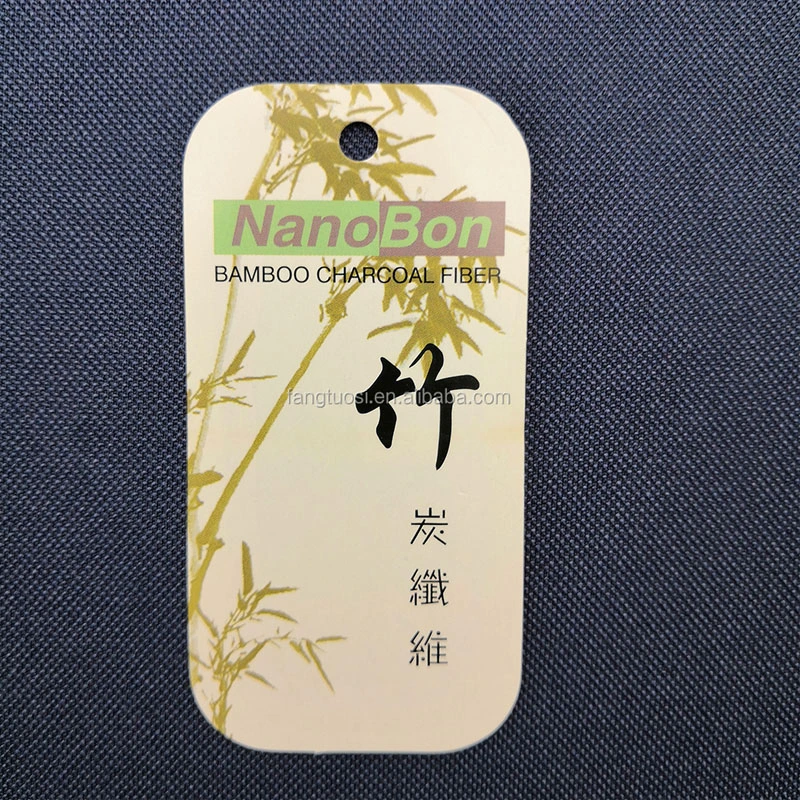 NanoBon
BAMBOO CHARCOAL FIBER
竹
fangtuosi.en.alibaba.com
炭
纖
維